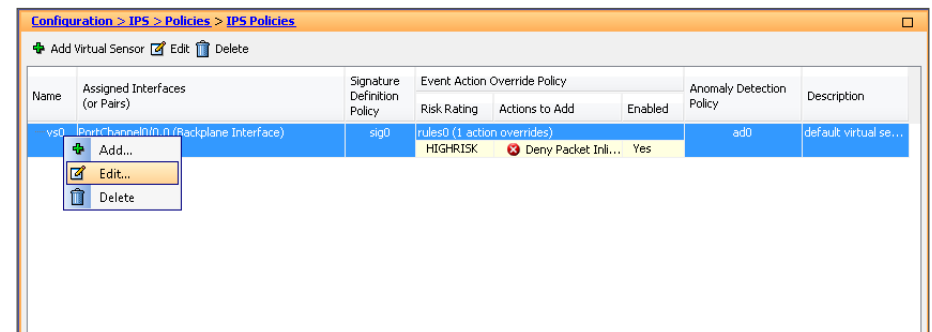 Configuration > IPS > Policies > IPS Policies
Add Virtual Sensor Edit Delete
Name
Assigned Interfaces
(or Pairs)
Signature
Definition
Policy
Event Action Override Policy
Risk Rating Actions to Add Enabled
Anomaly Detection
Policy
Description
vs0 PortChannel0/0.0 (Backplane Interface) sig0 rules0 (1 action overrides) ad0 default virtual se...
HIGHRISK Deny Packet Inli... Yes
Add...
Edit...
Delete